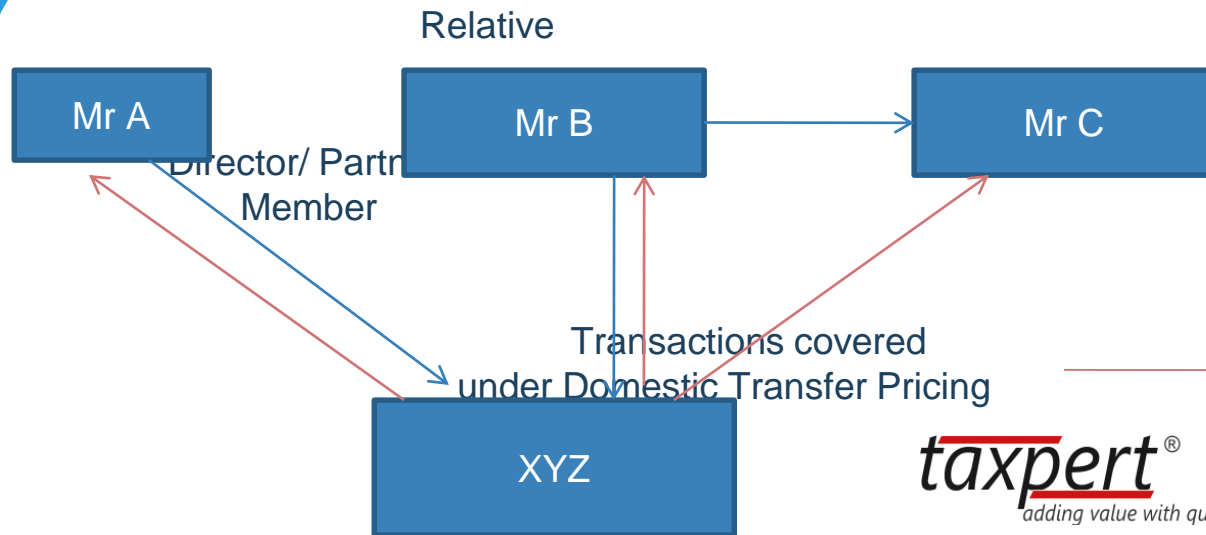 Relative
Mr A
Mr B
Mr C
Director/ Partn
Member
Transactions covered
under Domestic Transfer Pricing
XYZ
taxpert®
adding value with qu